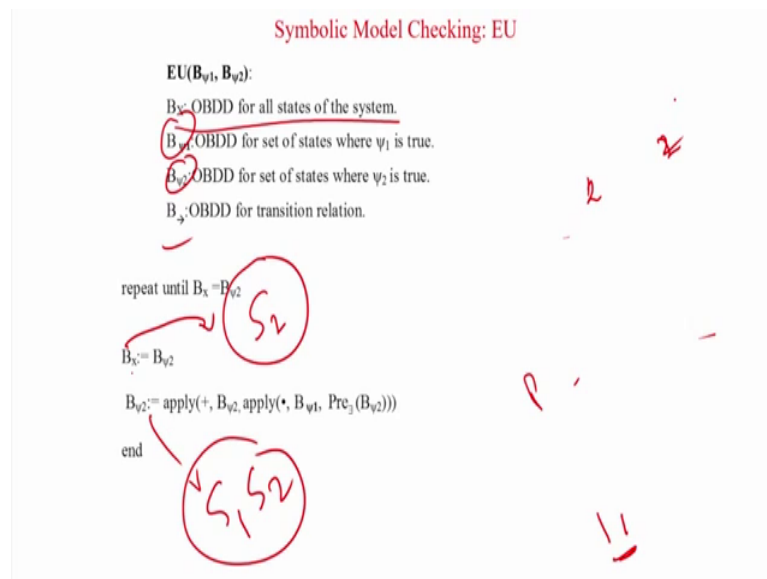 Symbolic Model Checking: EU
EU(Bψ1, Bψ2):
Bx: OBDD for all states of the system.
Bψ1: OBDD for set of states where ψ1 is true.
Bψ2: OBDD for set of states where ψ2 is true.
B→: OBDD for transition relation.
repeat until Bx =Bψ2
S2
Bx:= Bψ2
Bψ2:= apply(+, Bψ2, apply(•, Bψ1, Pre∃(Bψ2)))
end
S1S2